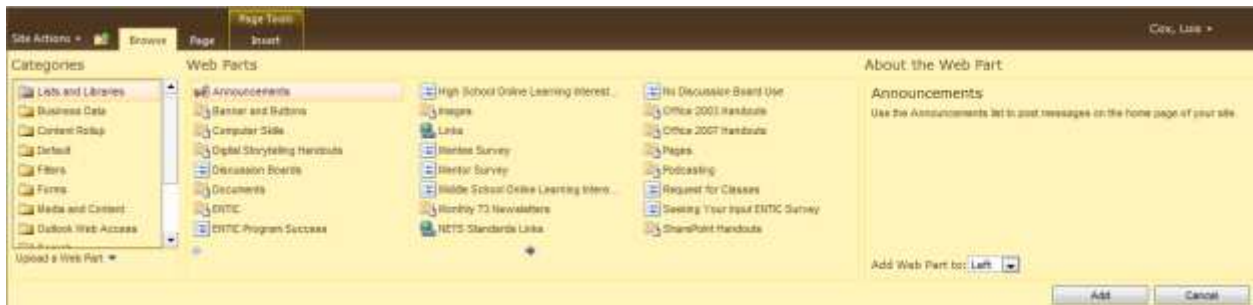 Page Tools
Site Actions
Browse
Page
Insert
Cox, Lois
Categories
Web Parts
About the Web Part
Lists and Libraries
Business Data
Content Rollup
Default
Filters
Forms
Media and Content
Outlook Web Access
Search
Upload a Web Part
Announcements
Banner and Buttons
Computer Skills
Digital Storytelling Handouts
Discussion Boards
Documents
ENTIC
ENTIC Program Success
High School Online Learning Interest...
Images
Links
Mentee Survey
Mentor Survey
Middle School Online Learning Intere...
Monthly T3 Newsletters
NETS Standards Links
No Discussion Board Use
Office 2003 Handouts
Office 2007 Handouts
Pages
Podcasting
Request for Classes
Seeking Your Input ENTIC Survey
SharePoint Handouts
Announcements
Use the Announcements list to post messages on the home page of your site.
Add Web Part to: Left
Add
Cancel